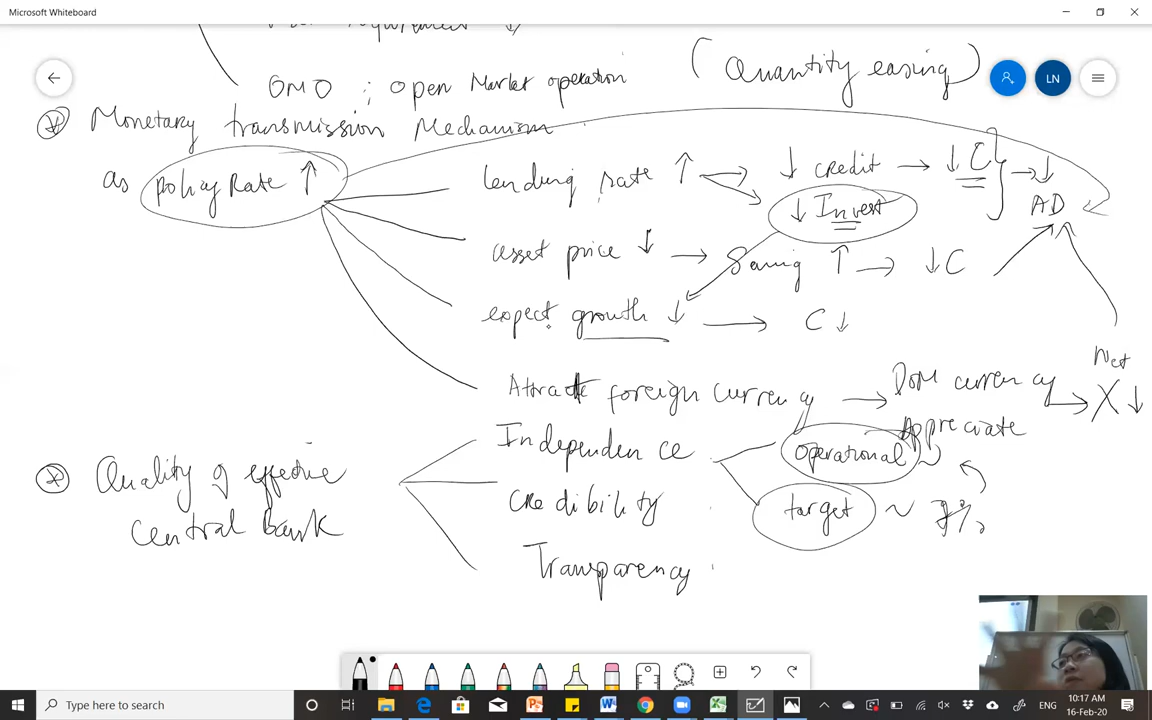 Microsoft Whiteboard
OMO ; open Market operation
(Quantity easing)
LN
Monetary transmission Mechanism
as policy Rate ↑
lending rate ↑ → ↓ credit → ↓ C } → ↓ AD
↓ Invest
asset price ↓ → Saving ↑ → ↓ C
expect growth ↓ → C ↓
Attract foreign currency → Dom currency Appreciate → Net X ↓
Quality of effective central bank
Independence
operational ~
target ~
Credibility
Transparency
Type here to search
ENG
10:17 AM
16-Feb-20